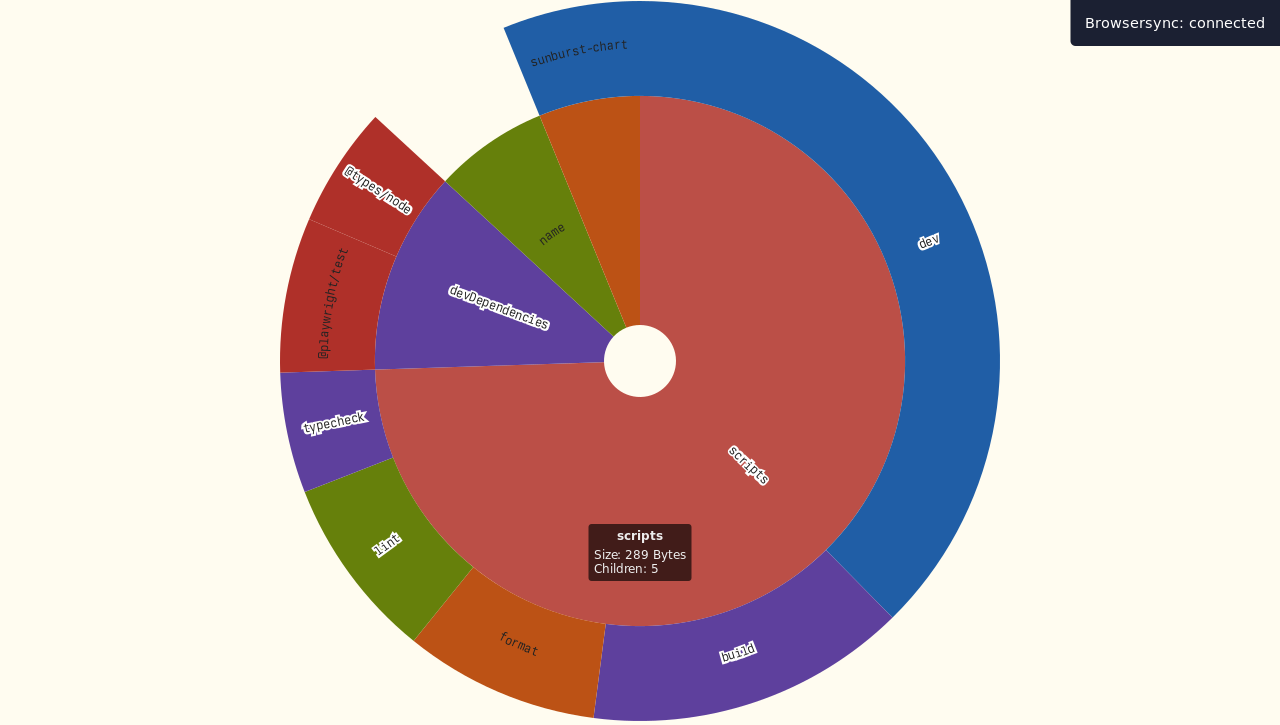 Browsersync: connected
sunburst-chart
dev
@types/node
name
devDependencies
@playwright/test
typecheck
scripts
lint
scripts
Size: 289 Bytes
Children: 5
format
build